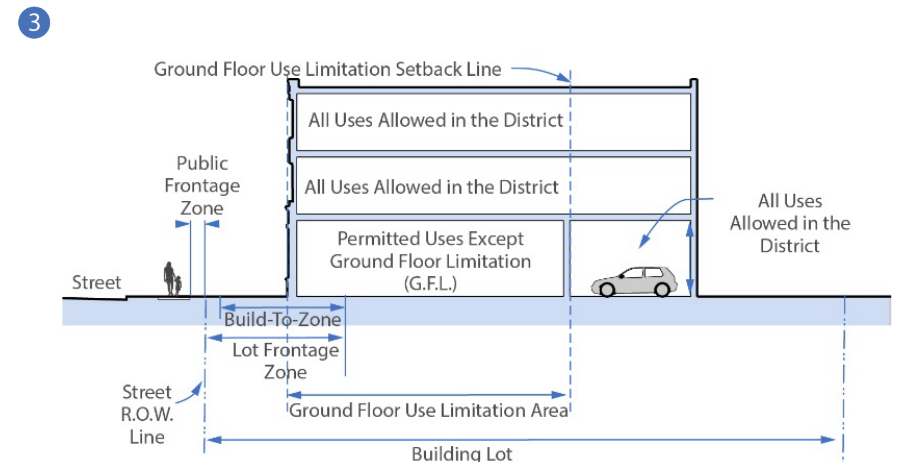 3
Ground Floor Use Limitation Setback Line
All Uses Allowed in the District
Public
Frontage
Zone
All Uses Allowed in the District
All Uses
Allowed in the
District
Permitted Uses Except
Ground Floor Limitation
(G.F.L.)
Street
Build-To-Zone
Lot Frontage
Zone
Street
R.O.W.
Line
Ground Floor Use Limitation Area
Building Lot